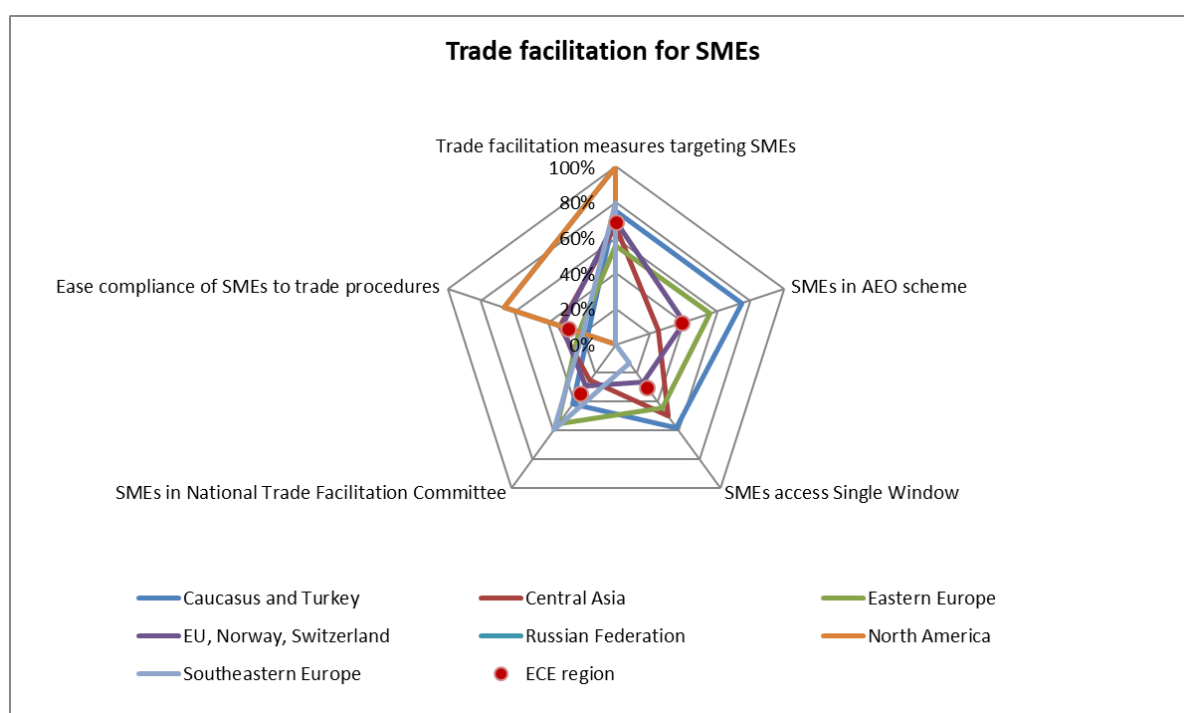 Trade facilitation for SMEs
Trade facilitation measures targeting SMEs
100%
80%
60%
40%
20%
0%
Ease compliance of SMEs to trade procedures
SMEs in AEO scheme
SMEs in National Trade Facilitation Committee
SMEs access Single Window
Caucasus and Turkey
Central Asia
Eastern Europe
EU, Norway, Switzerland
Russian Federation
North America
Southeastern Europe
ECE region